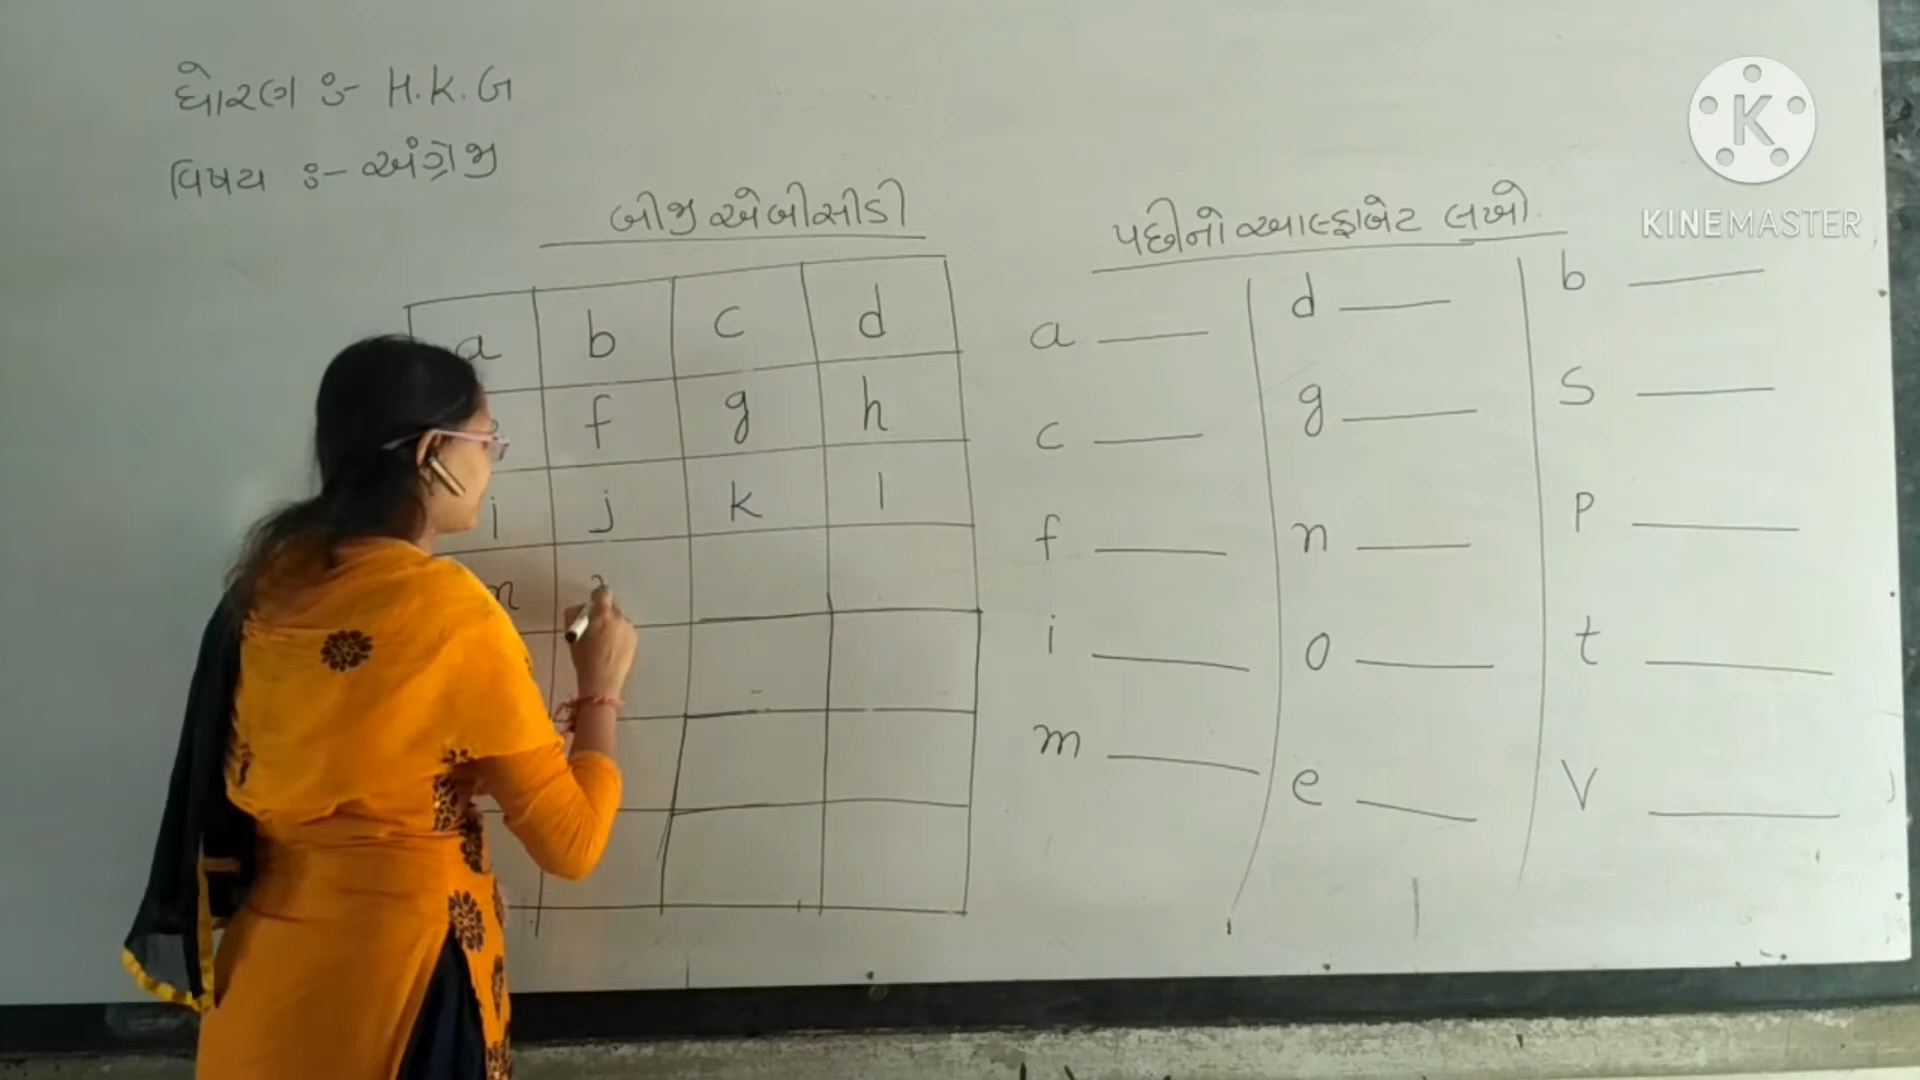 ધોરણ ઃ- H.K.G
વિષય ઃ- અંગ્રેજી
બીજી એબીસીડી
a b c d
f g h
i j k l
પછીનો આલ્ફાબેટ લખો.
a ___ d ___ b ___
c ___ g ___ s ___
f ___ n ___ p ___
i ___ o ___ t ___
m ___ e ___ v ___
K
KINEMASTER